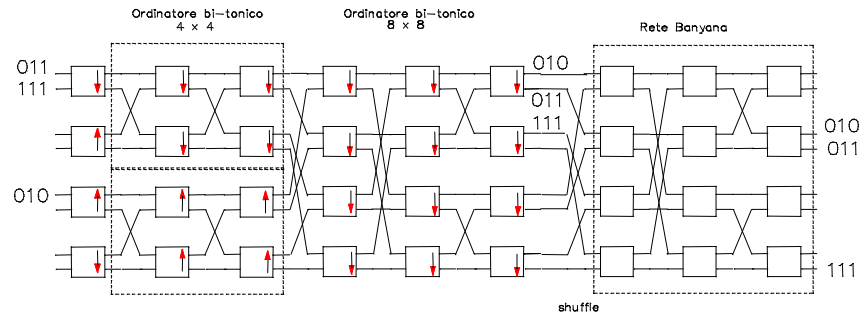 Ordinatore bi-tonico
4 x 4
Ordinatore bi-tonico
8 x 8
Rete Banyana
011
111
010
010
011
111
010
011
111
shuffle